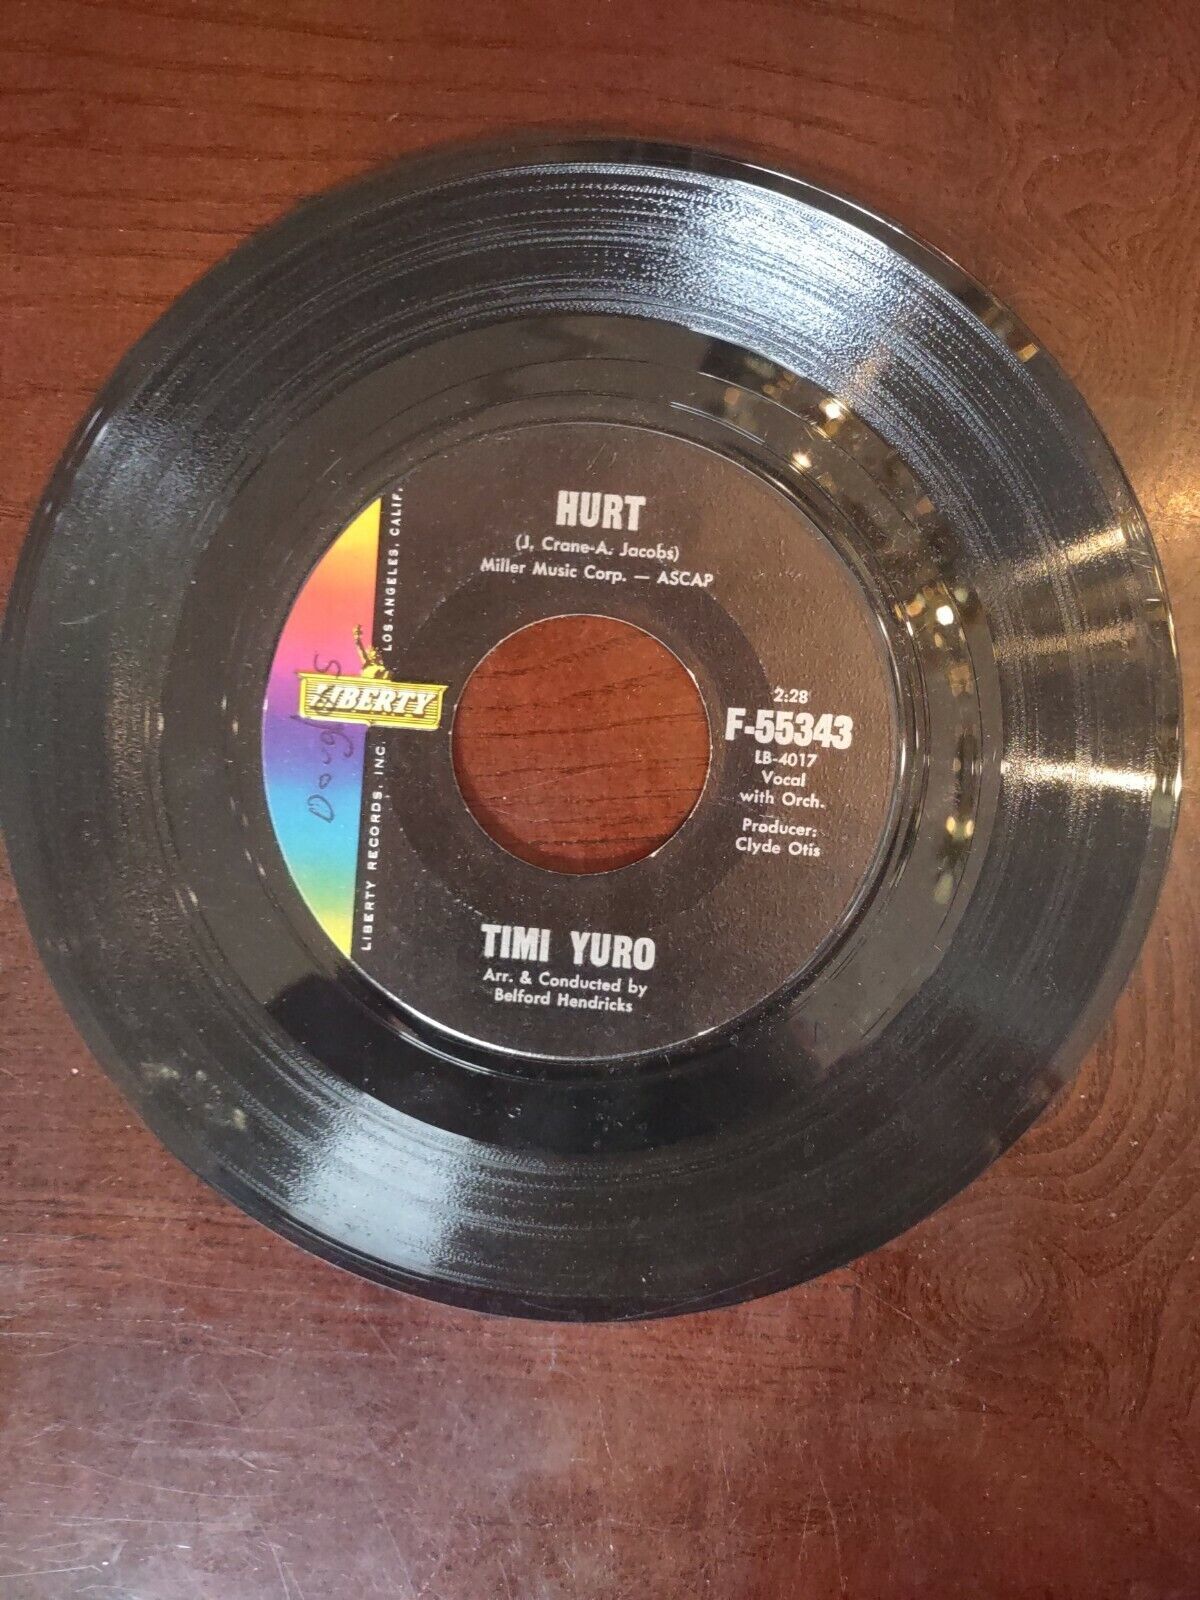 HURT
(J. Crane-A. Jacobs)
Miller Music Corp. — ASCAP
LIBERTY RECORDS, INC. LOS ANGELES, CALIF.
LIBERTY
Douglas
2:28
F-55343
LB-4017
Vocal
with Orch.
Producer:
Clyde Otis
TIMI YURO
Arr. & Conducted by
Belford Hendricks